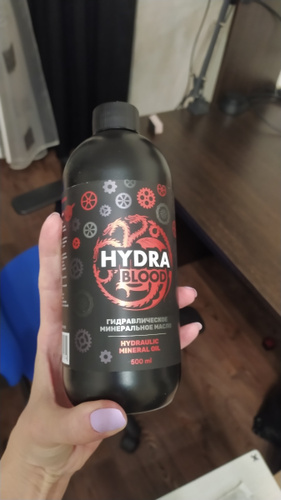 HYDRA
BLOOD
ГИДРАВЛИЧЕСКОЕ
МИНЕРАЛЬНОЕ МАСЛО
HYDRAULIC
MINERAL OIL
500 ml